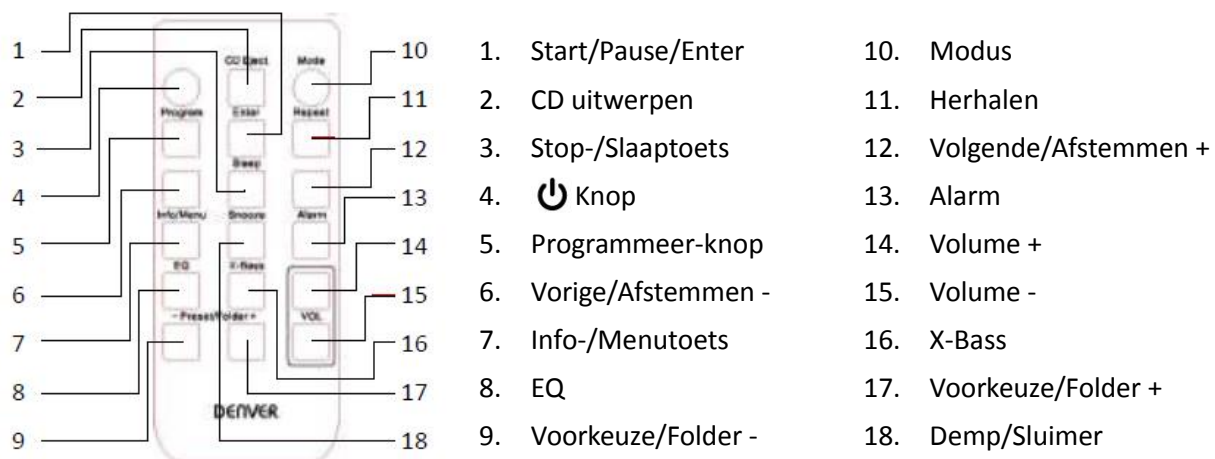 1
2
3
4
5
6
7
8
9
CD Eject
Mode
Program
Enter
Repeat
Sleep
Info/Menu
Snooze
Alarm
EQ
X-Bass
- Preset/Folder +
VOL
DENVER
10
11
12
13
14
15
16
17
18
1. Start/Pause/Enter
2. CD uitwerpen
3. Stop-/Slaaptoets
4. Knop
5. Programmeer-knop
6. Vorige/Afstemmen -
7. Info-/Menutoets
8. EQ
9. Voorkeuze/Folder -
10. Modus
11. Herhalen
12. Volgende/Afstemmen +
13. Alarm
14. Volume +
15. Volume -
16. X-Bass
17. Voorkeuze/Folder +
18. Demp/Sluimer